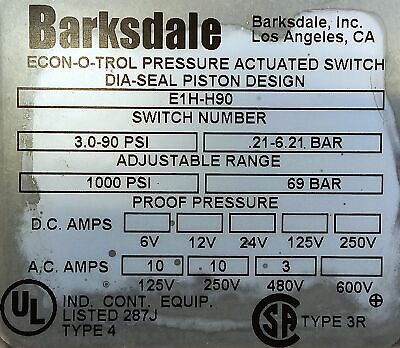 Barksdale
Barksdale, Inc.
Los Angeles, CA
ECON-O-TROL PRESSURE ACTUATED SWITCH
DIA-SEAL PISTON DESIGN
E1H-H90
SWITCH NUMBER
3.0-90 PSI .21-6.21 BAR
ADJUSTABLE RANGE
1000 PSI 69 BAR
PROOF PRESSURE
D.C. AMPS
6V 12V 24V 125V 250V
A.C. AMPS 10 10 3
125V 250V 480V 600V
UL IND. CONT. EQUIP.
LISTED 287J
TYPE 4
SA TYPE 3R